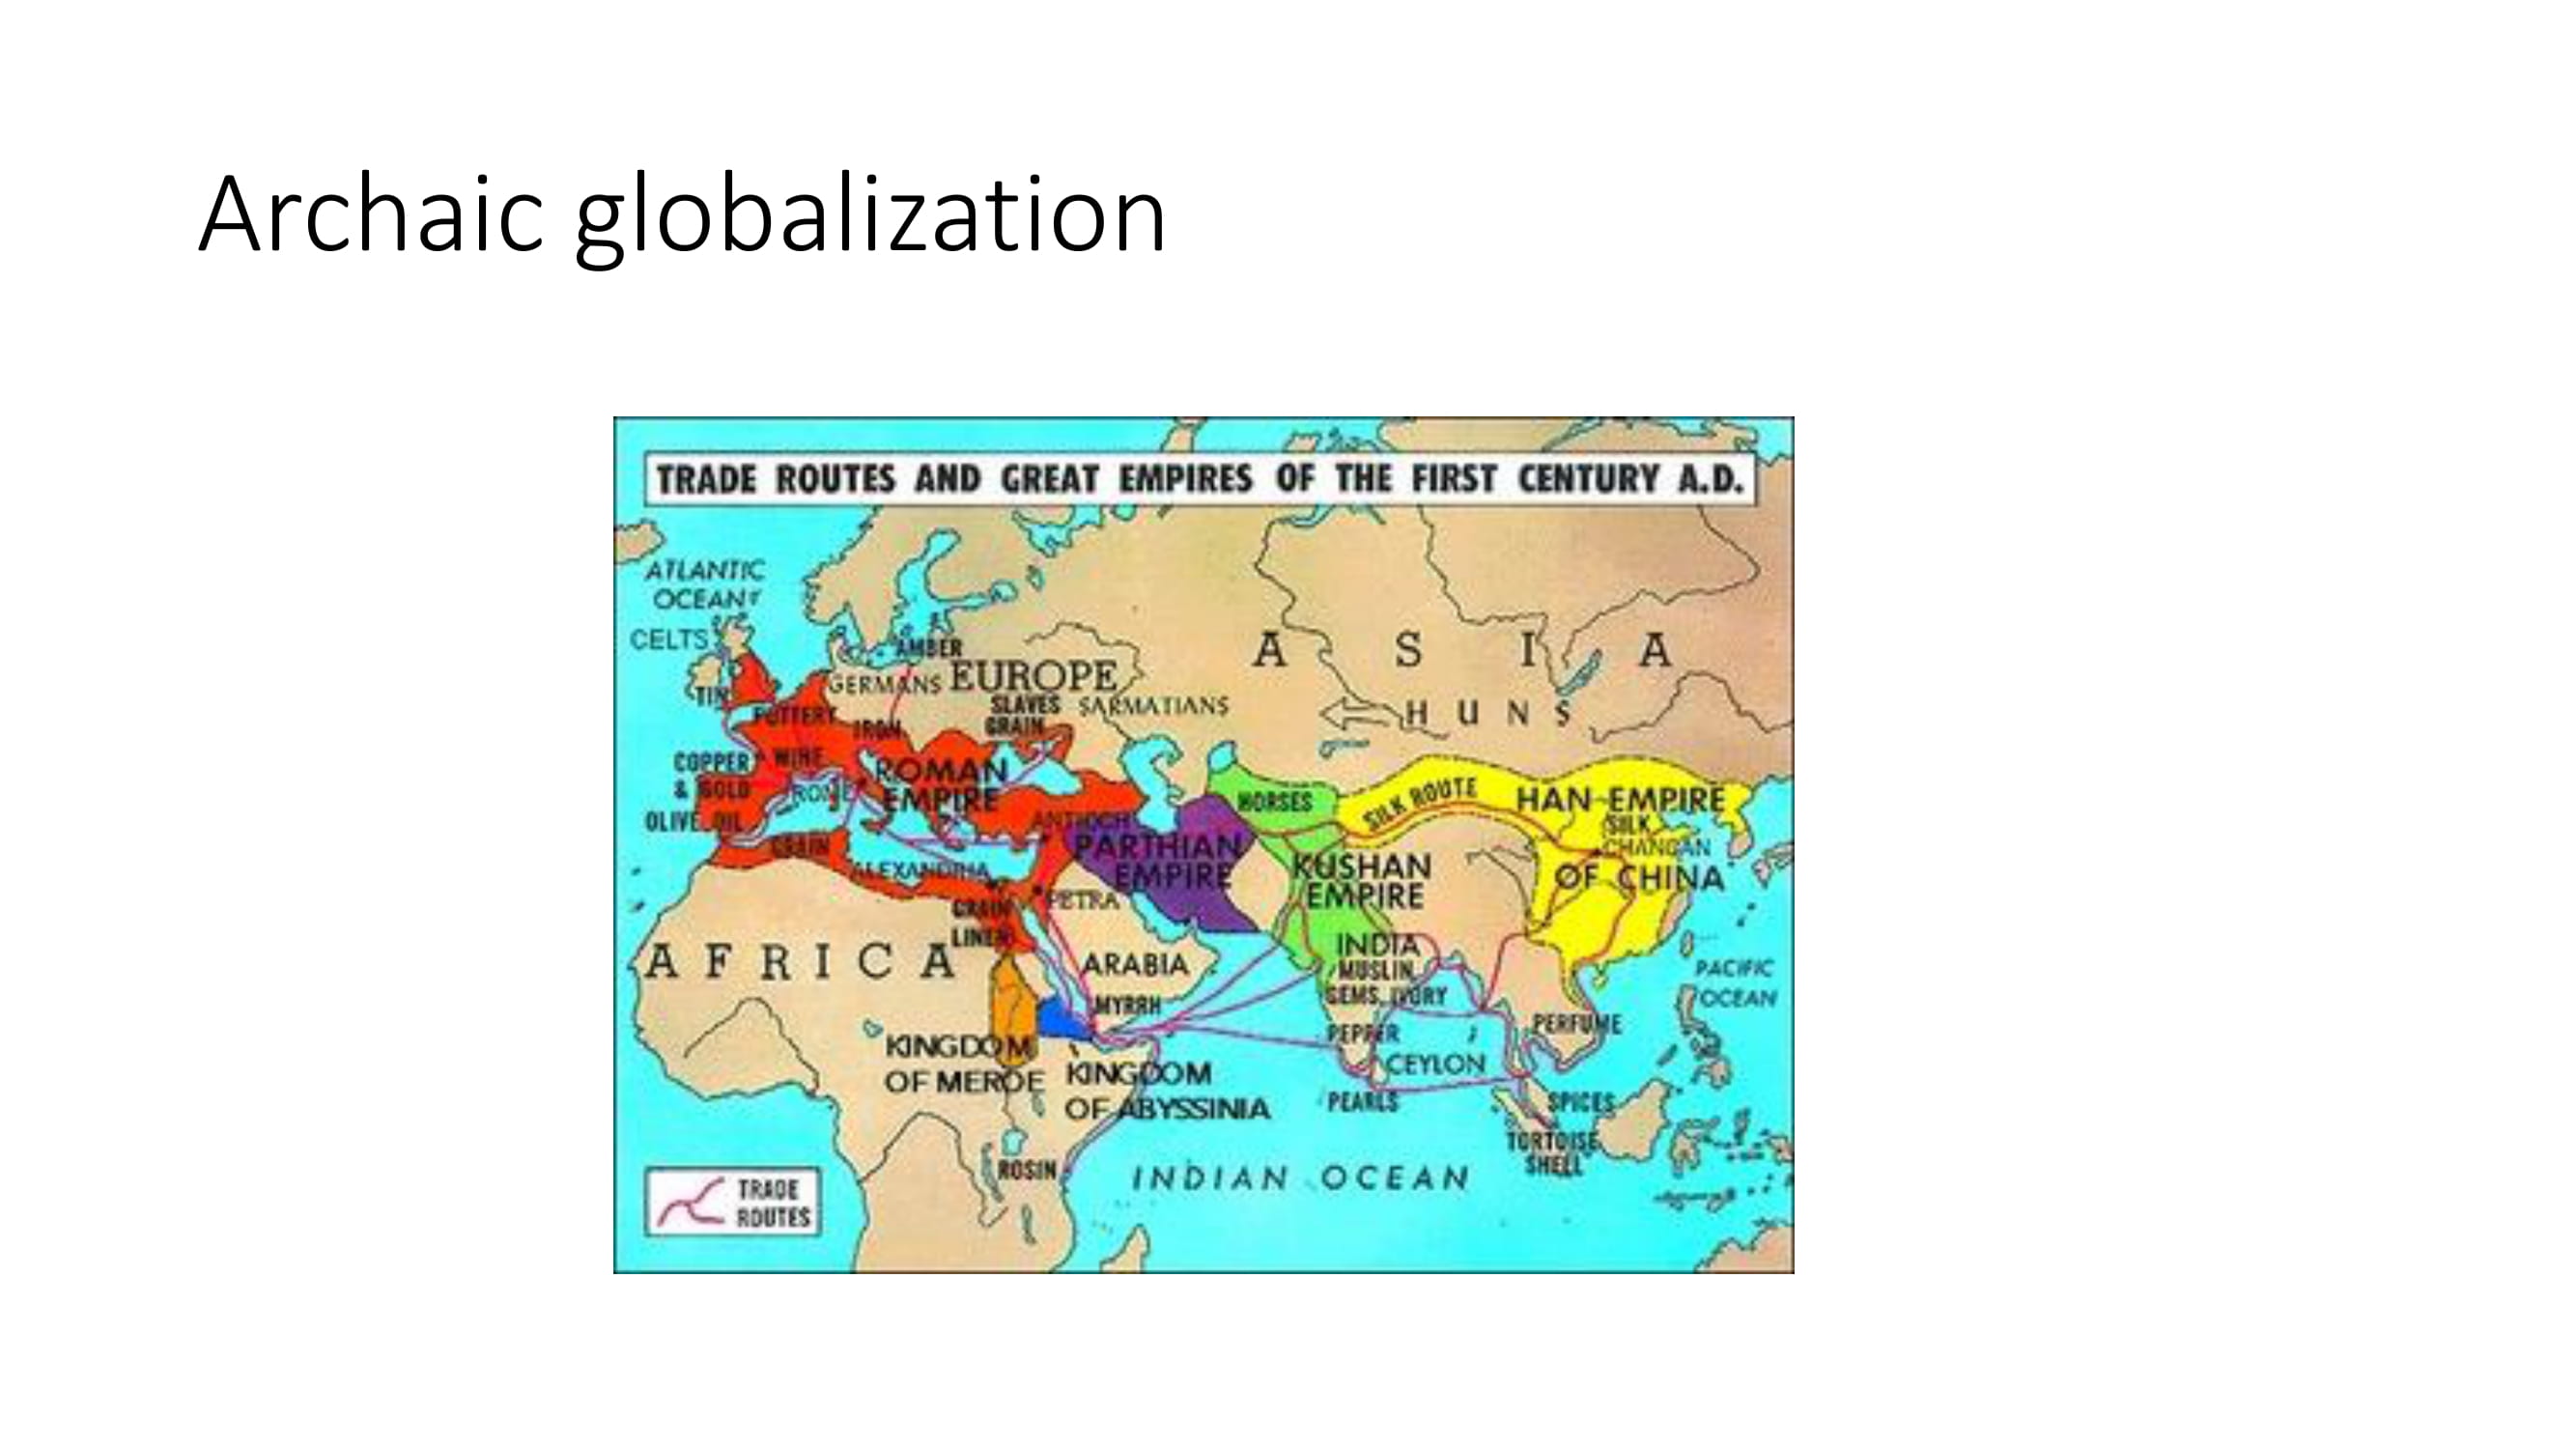 Archaic globalization
TRADE ROUTES AND GREAT EMPIRES OF THE FIRST CENTURY A.D.
ATLANTIC
OCEAN
CELTS
AMBER
EUROPE
GERMANS
SLAVES
GRAIN
SARMATIANS
A S I A
HUNS
TIN
POTTERY
IRON
COPPER
& GOLD
WINE
ROME
ROMAN
EMPIRE
OLIVE OIL
GRAIN
ANTIOCH
ALEXANDRIA
PARTHIAN
EMPIRE
HORSES
SILK ROUTE
HAN EMPIRE
SILK
CHANGAN
OF CHINA
KUSHAN
EMPIRE
PETRA
GRAIN
LINEN
AFRICA
ARABIA
MYRRH
INDIA
MUSLIN
GEMS, IVORY
PEPPER
CEYLON
PEARLS
PERFUME
PACIFIC
OCEAN
SPICES
TORTOISE
SHELL
KINGDOM
OF MEROE
KINGDOM
OF ABYSSINIA
ROSIN
INDIAN OCEAN
TRADE
ROUTES